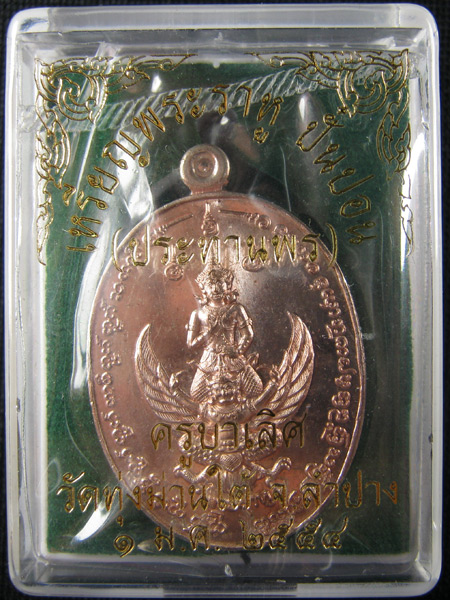 เหรียญพระราหู ปั๊นปอน
(ประทานพร)
ครูบาเลิศ
วัดทุ่งม่านใต้ จ.ลำปาง
๑ ม.ค. ๒๕๕๔